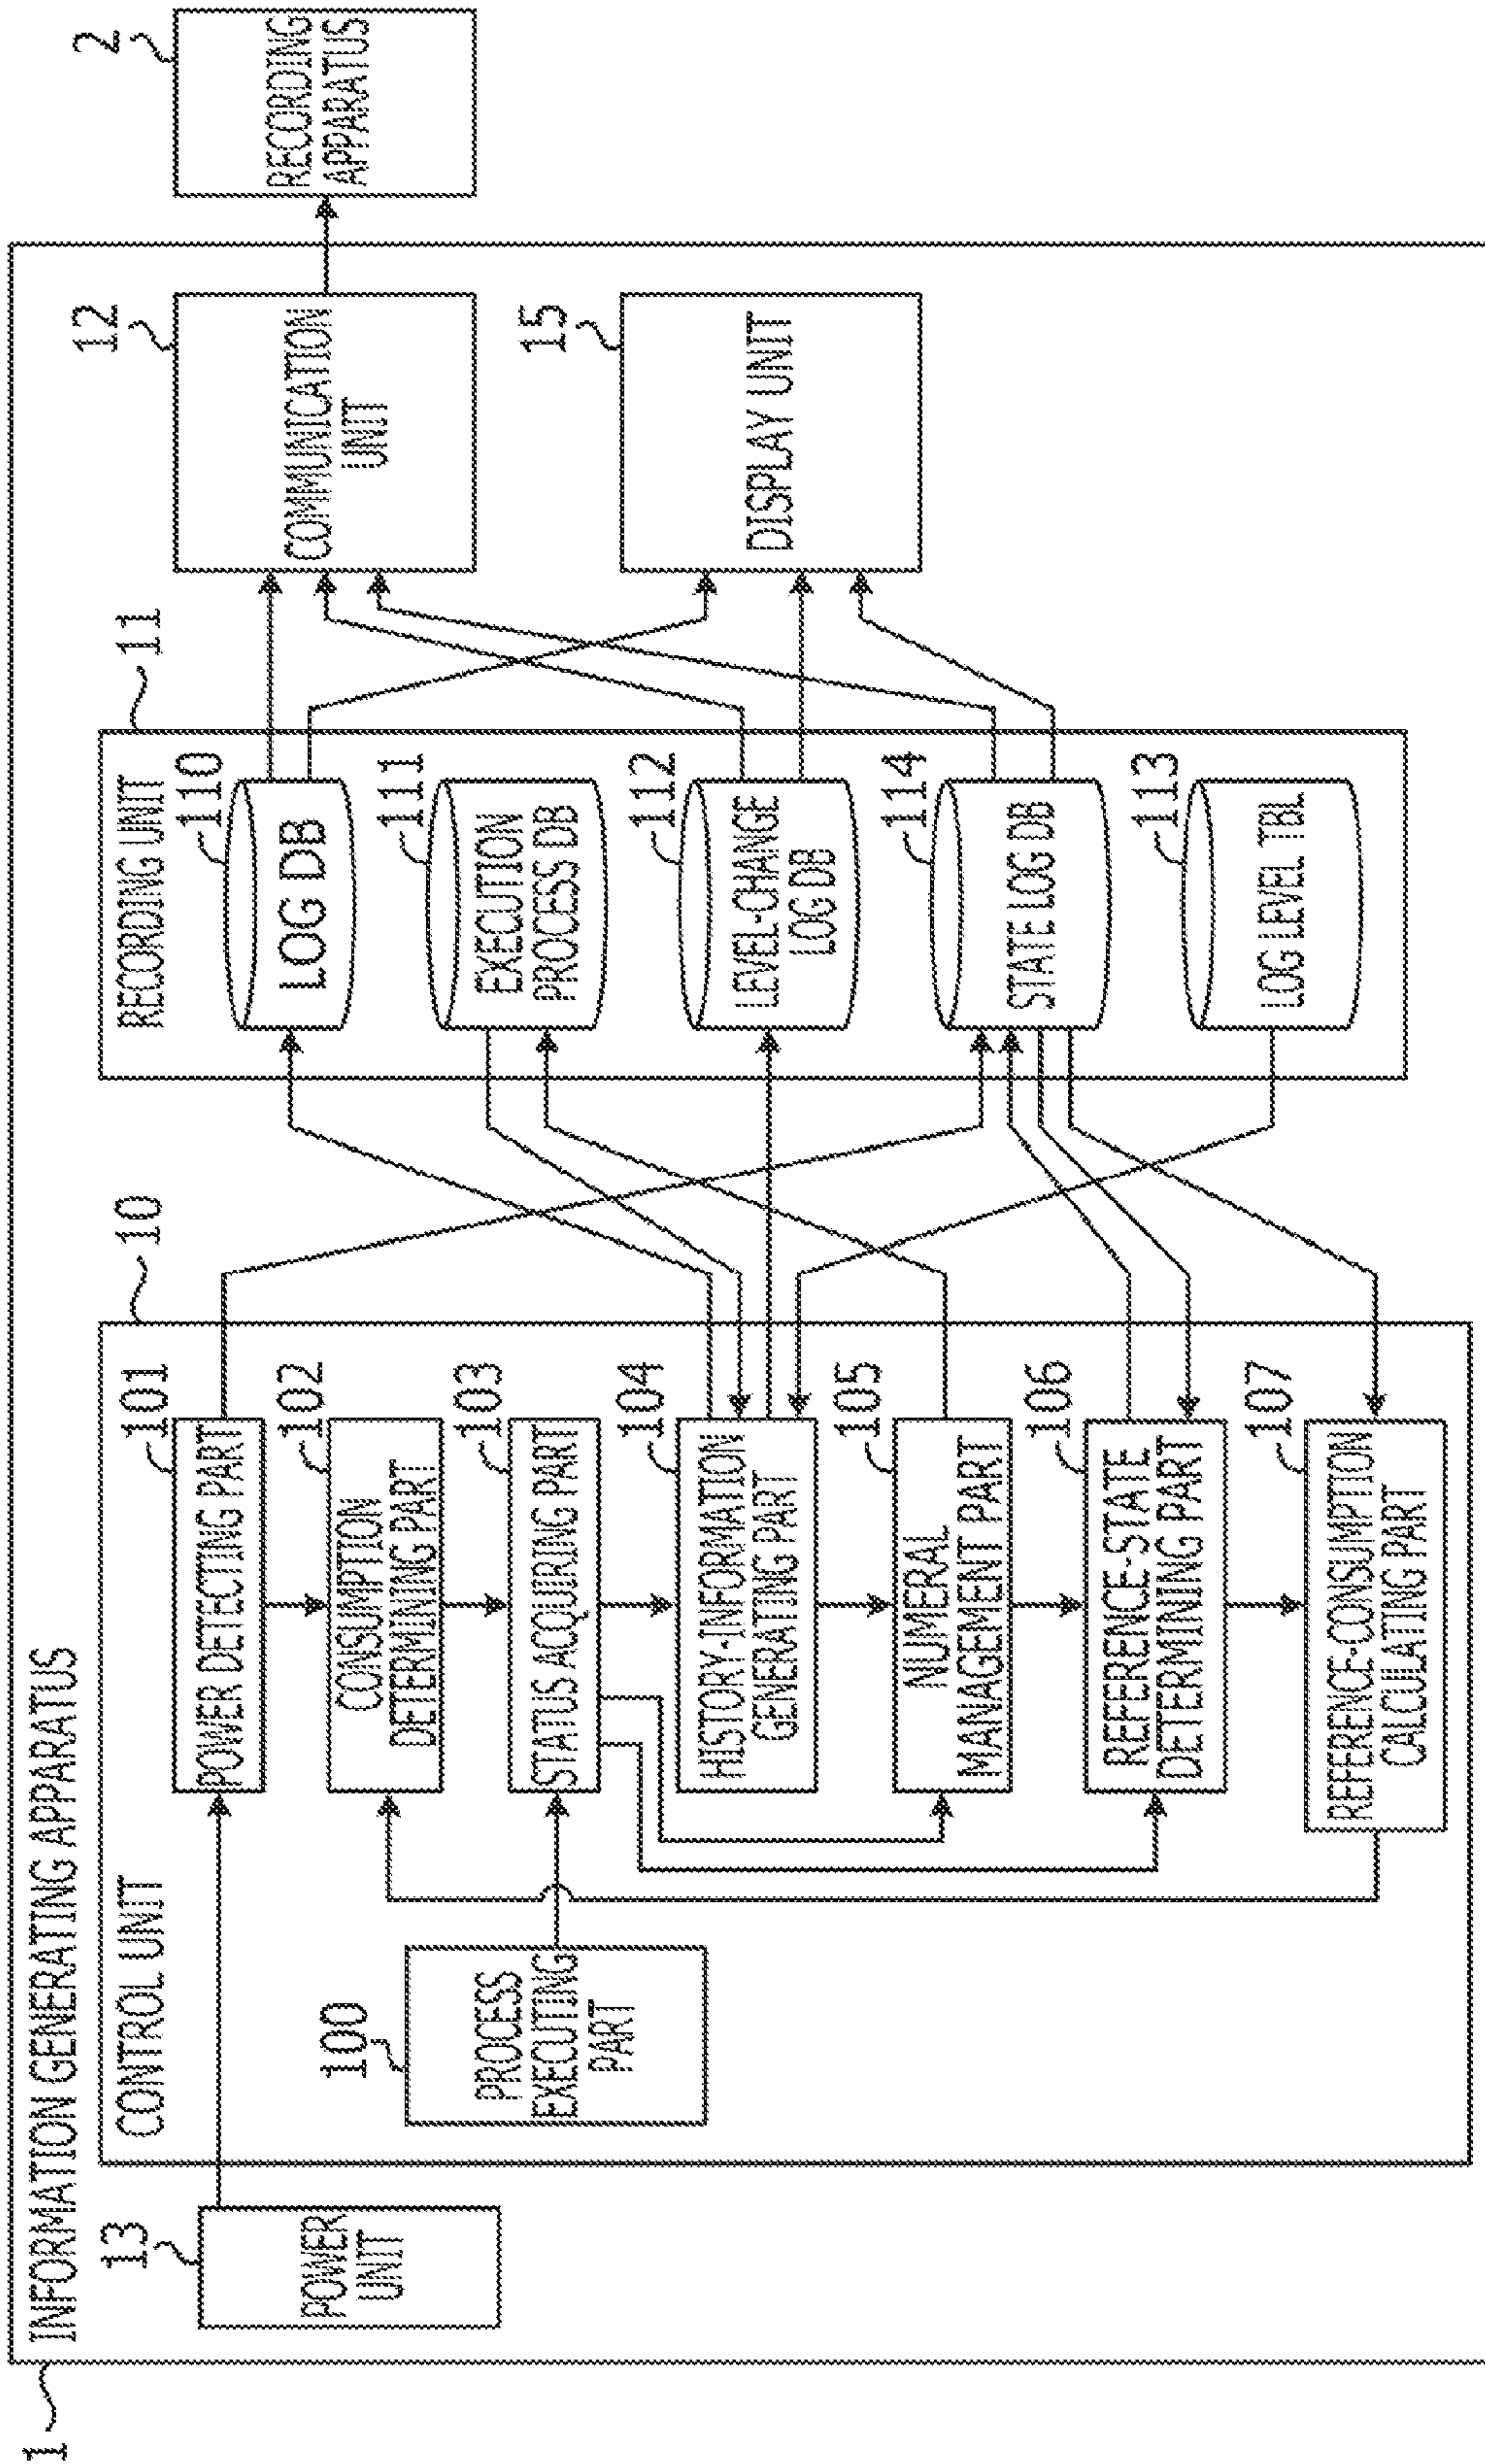 1
INFORMATION GENERATING APPARATUS
13
POWER
UNIT
10
CONTROL UNIT
100
PROCESS
EXECUTING
PART
101
POWER DETECTING PART
102
CONSUMPTION
DETERMINING PART
103
STATUS ACQUIRING PART
104
HISTORY-INFORMATION
GENERATING PART
105
NUMERAL
MANAGEMENT PART
106
REFERENCE-STATE
DETERMINING PART
107
REFERENCE-CONSUMPTION
CALCULATING PART
11
RECORDING UNIT
110
LOG DB
111
EXECUTION
PROCESS DB
112
LEVEL-CHANGE
LOG DB
114
STATE LOG DB
113
LOG LEVEL TBL
12
COMMUNICATION
UNIT
15
DISPLAY UNIT
2
RECORDING
APPARATUS